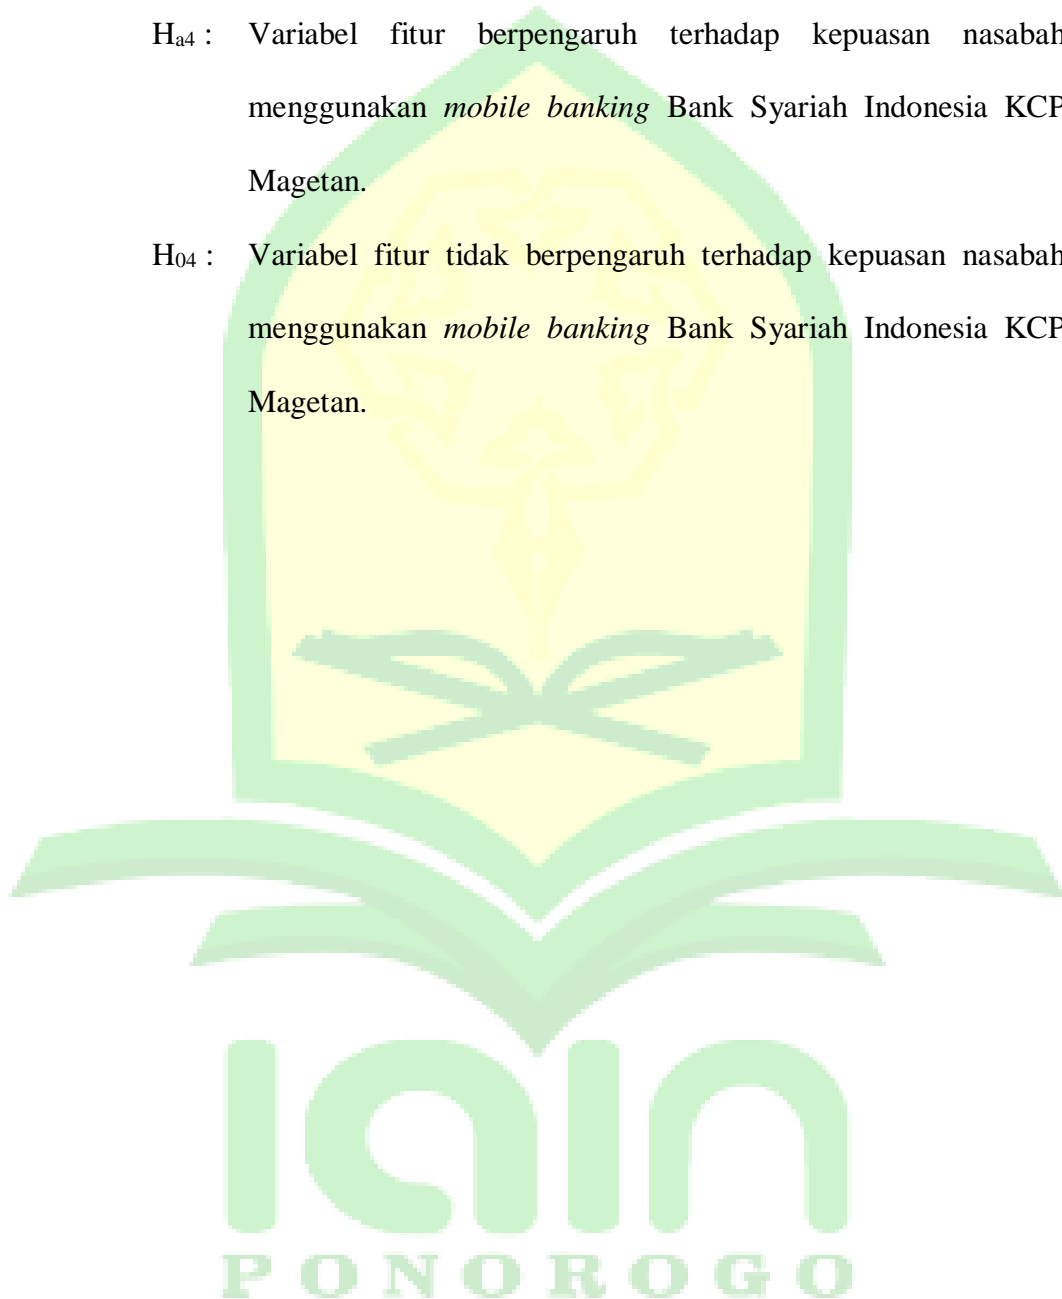 Ha4 : Variabel fitur berpengaruh terhadap kepuasan nasabah
menggunakan mobile banking Bank Syariah Indonesia KCP
Magetan.
H04 : Variabel fitur tidak berpengaruh terhadap kepuasan nasabah
menggunakan mobile banking Bank Syariah Indonesia KCP
Magetan.
iain
PONOROGO